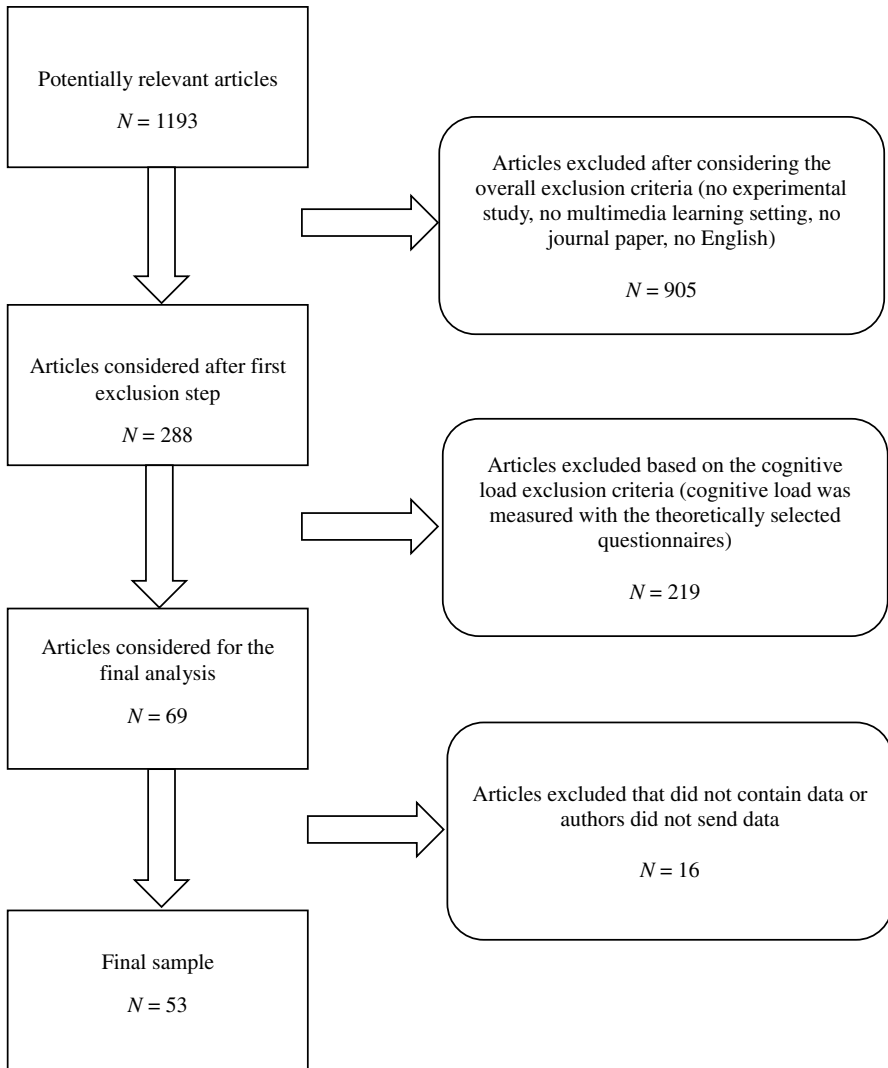 Potentially relevant articles
N = 1193
Articles excluded after considering the
overall exclusion criteria (no experimental
study, no multimedia learning setting, no
journal paper, no English)
N = 905
Articles considered after first
exclusion step
N = 288
Articles excluded based on the cognitive
load exclusion criteria (cognitive load was
measured with the theoretically selected
questionnaires)
N = 219
Articles considered for the
final analysis
N = 69
Articles excluded that did not contain data or
authors did not send data
N = 16
Final sample
N = 53